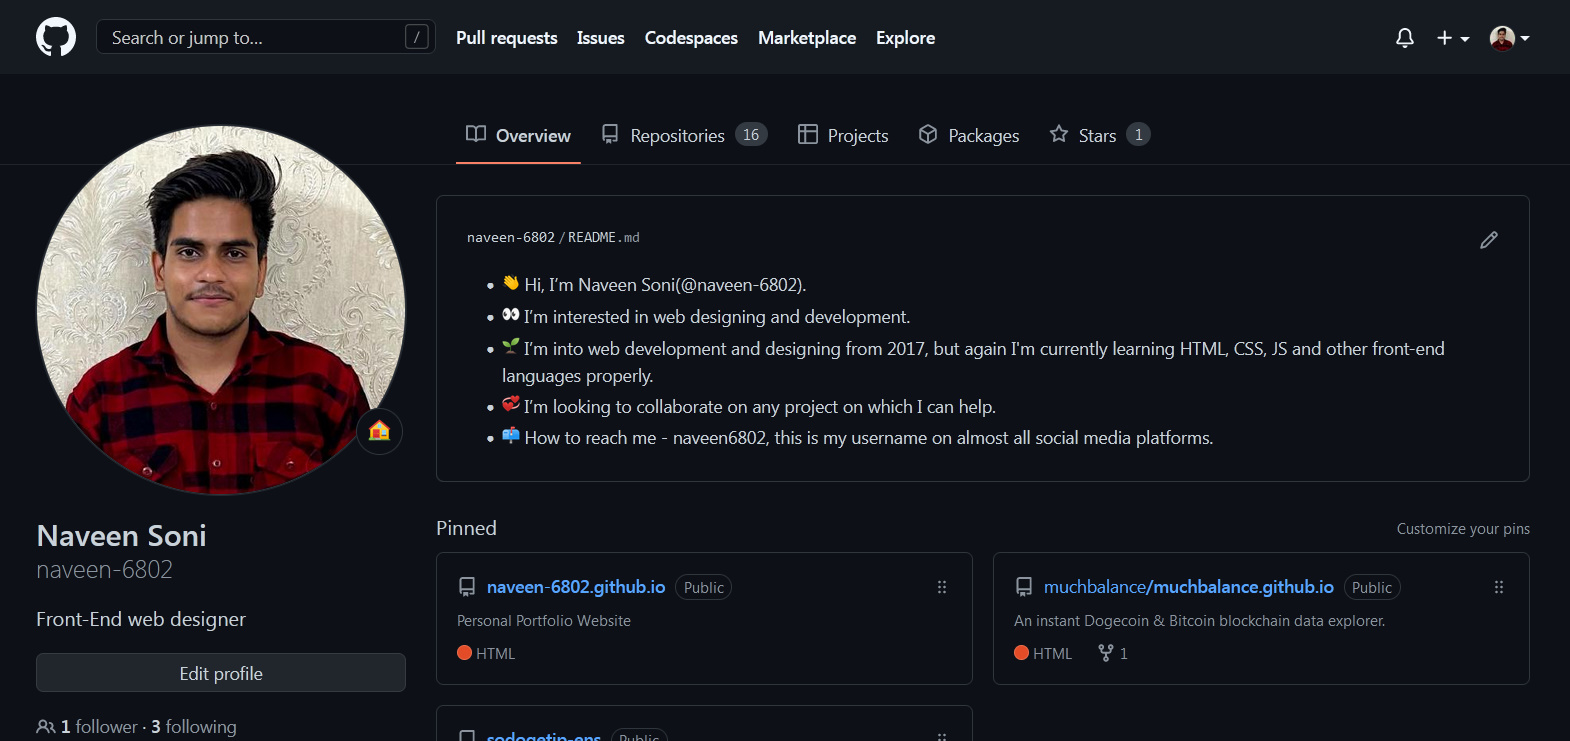 Search or jump to...
/
Pull requests
Issues
Codespaces
Marketplace
Explore
Overview
Repositories 16
Projects
Packages
Stars 1
naveen-6802/README.md
👋 Hi, I’m Naveen Soni(@naveen-6802).
👀 I’m interested in web designing and development.
🌱 I’m into web development and designing from 2017, but again I'm currently learning HTML, CSS, JS and other front-end
languages properly.
💞️ I’m looking to collaborate on any project on which I can help.
📫 How to reach me - naveen6802, this is my username on almost all social media platforms.
Naveen Soni
naveen-6802
Front-End web designer
Edit profile
1 follower · 3 following
Pinned
Customize your pins
naveen-6802.github.io Public
Personal Portfolio Website
HTML
muchbalance/muchbalance.github.io Public
An instant Dogecoin & Bitcoin blockchain data explorer.
HTML 1
sodogetip-ens Public